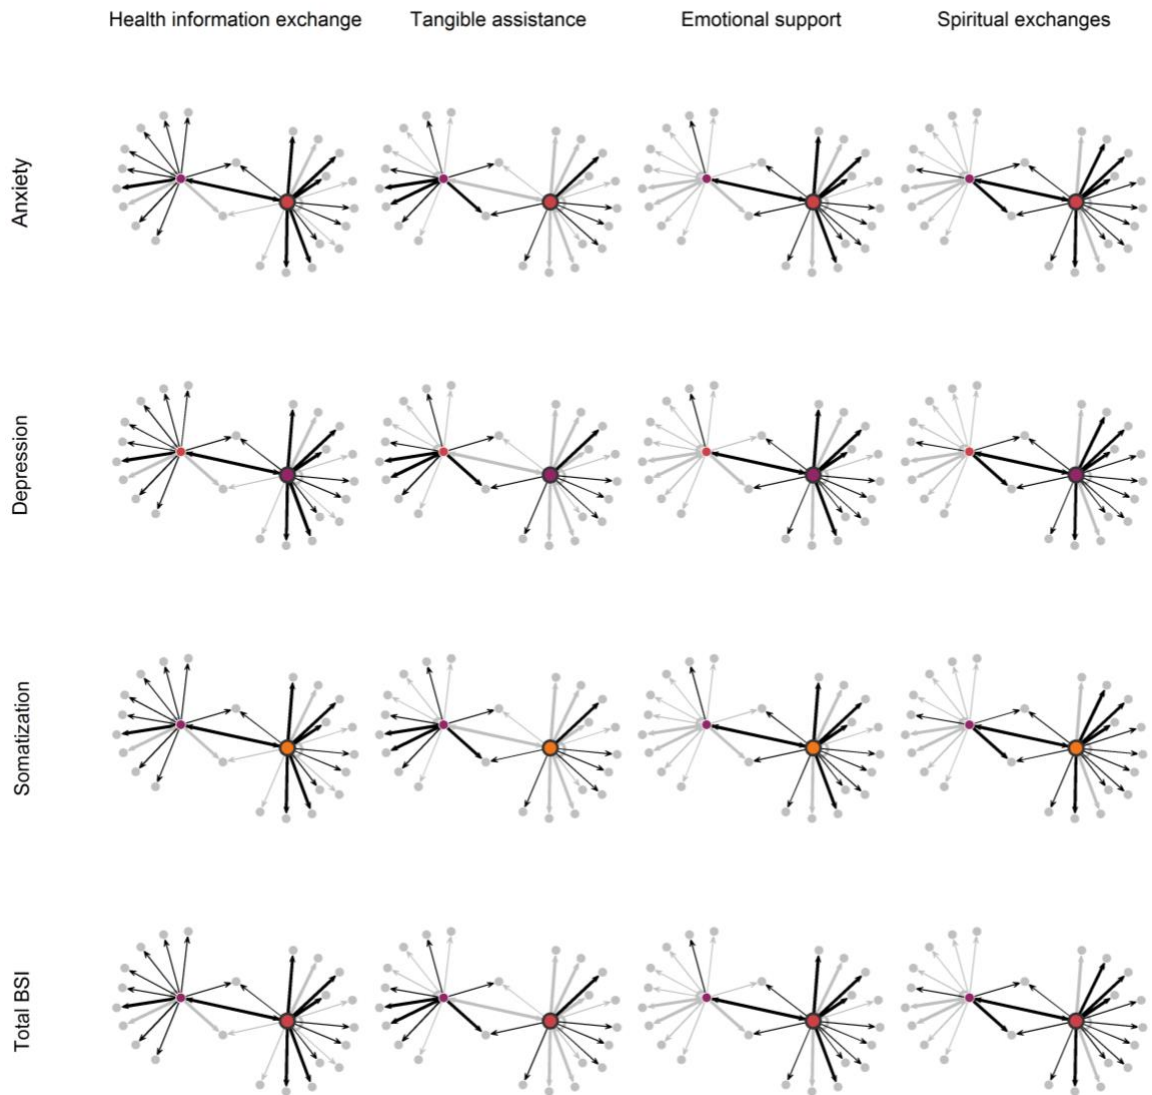 Health information exchange
Tangible assistance
Emotional support
Spiritual exchanges
Anxiety
Depression
Somatization
Total BSI